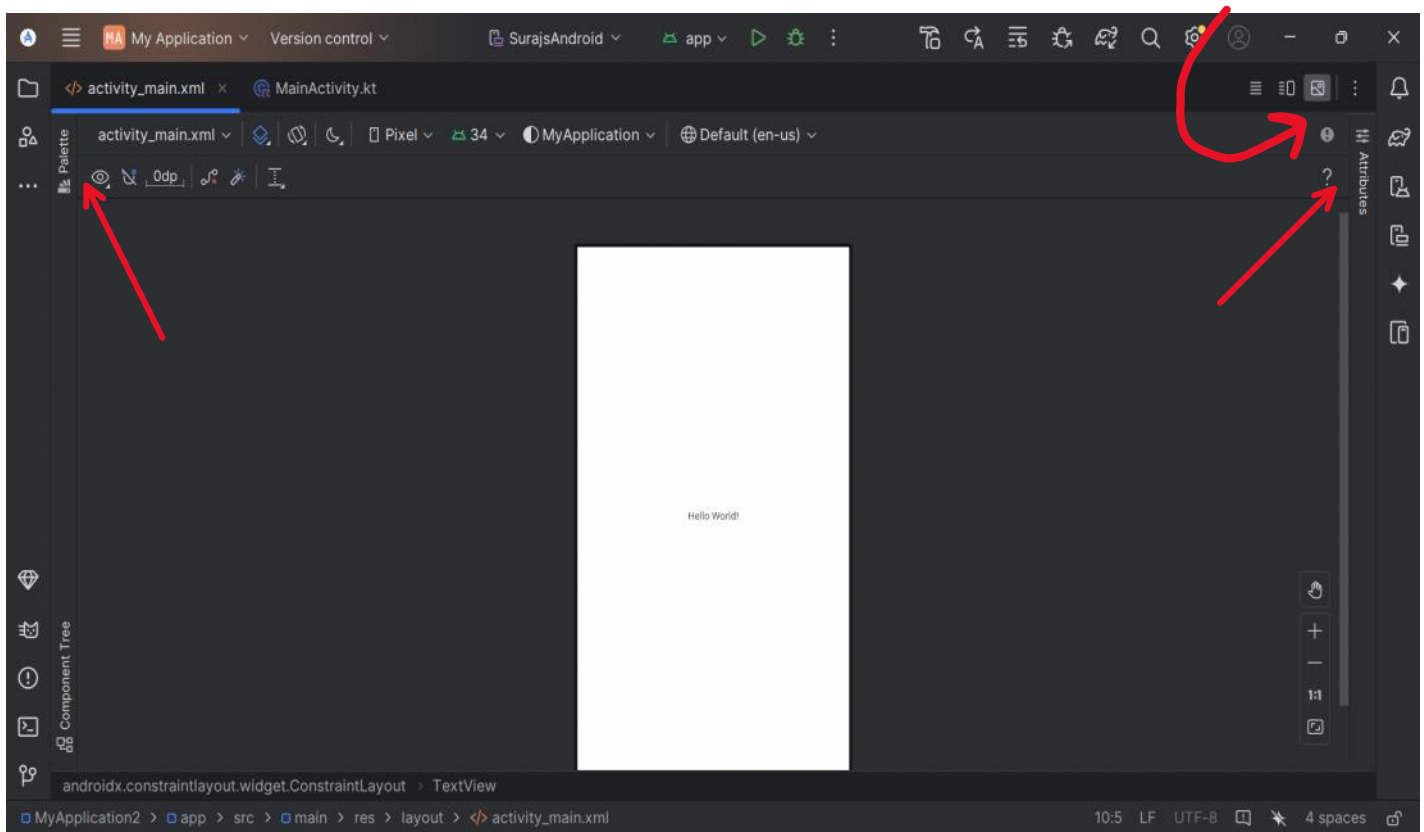 MA My Application Version control SurajsAndroid app
activity_main.xml MainActivity.kt
activity_main.xml Pixel 34 MyApplication Default (en-us)
Palette
0dp
?
Attributes
Hello World!
Component Tree
1:1
androidx.constraintlayout.widget.ConstraintLayout > TextView
MyApplication2 > app > src > main > res > layout > activity_main.xml 10:5 LF UTF-8 4 spaces